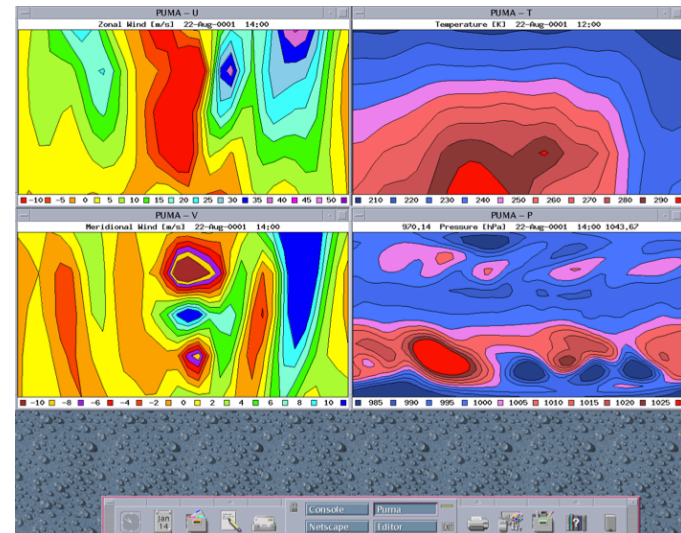 PUMA - U
Zonal Wind [m/s] 22-Aug-0001 14:00
-10 -5 0 5 10 15 20 25 30 35 40 45 50
PUMA - T
Temperature [K] 22-Aug-0001 12:00
210 220 230 240 250 260 270 280 290
PUMA - V
Meridional Wind [m/s] 22-Aug-0001 14:00
-10 -8 -6 -4 -2 0 2 4 6 8 10
PUMA - P
970,14 Pressure [hPa] 22-Aug-0001 14:00 1043,67
985 990 995 1000 1005 1010 1015 1020 1025
Jan
14
Console
Puma
Netscape
Editor